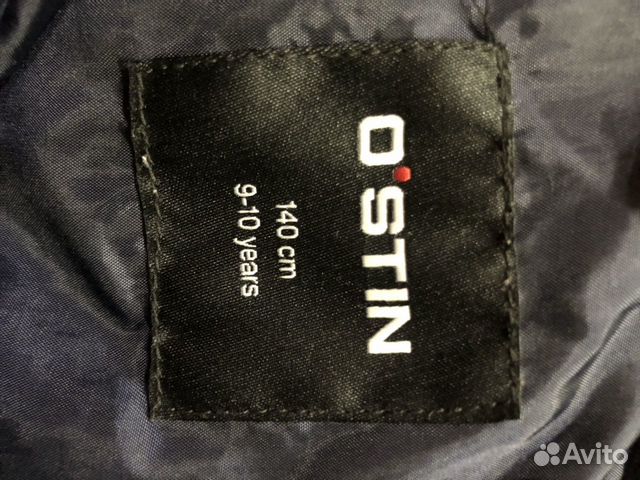 O'STIN
140 cm
9-10 years
Avito